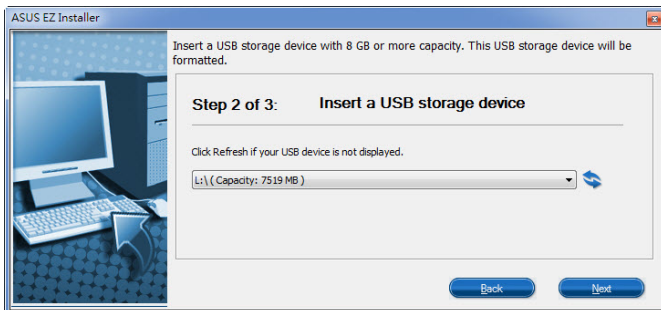 ASUS EZ Installer
Insert a USB storage device with 8 GB or more capacity. This USB storage device will be
formatted.
Step 2 of 3: Insert a USB storage device
Click Refresh if your USB device is not displayed.
L:\ ( Capacity: 7519 MB )
Back Next